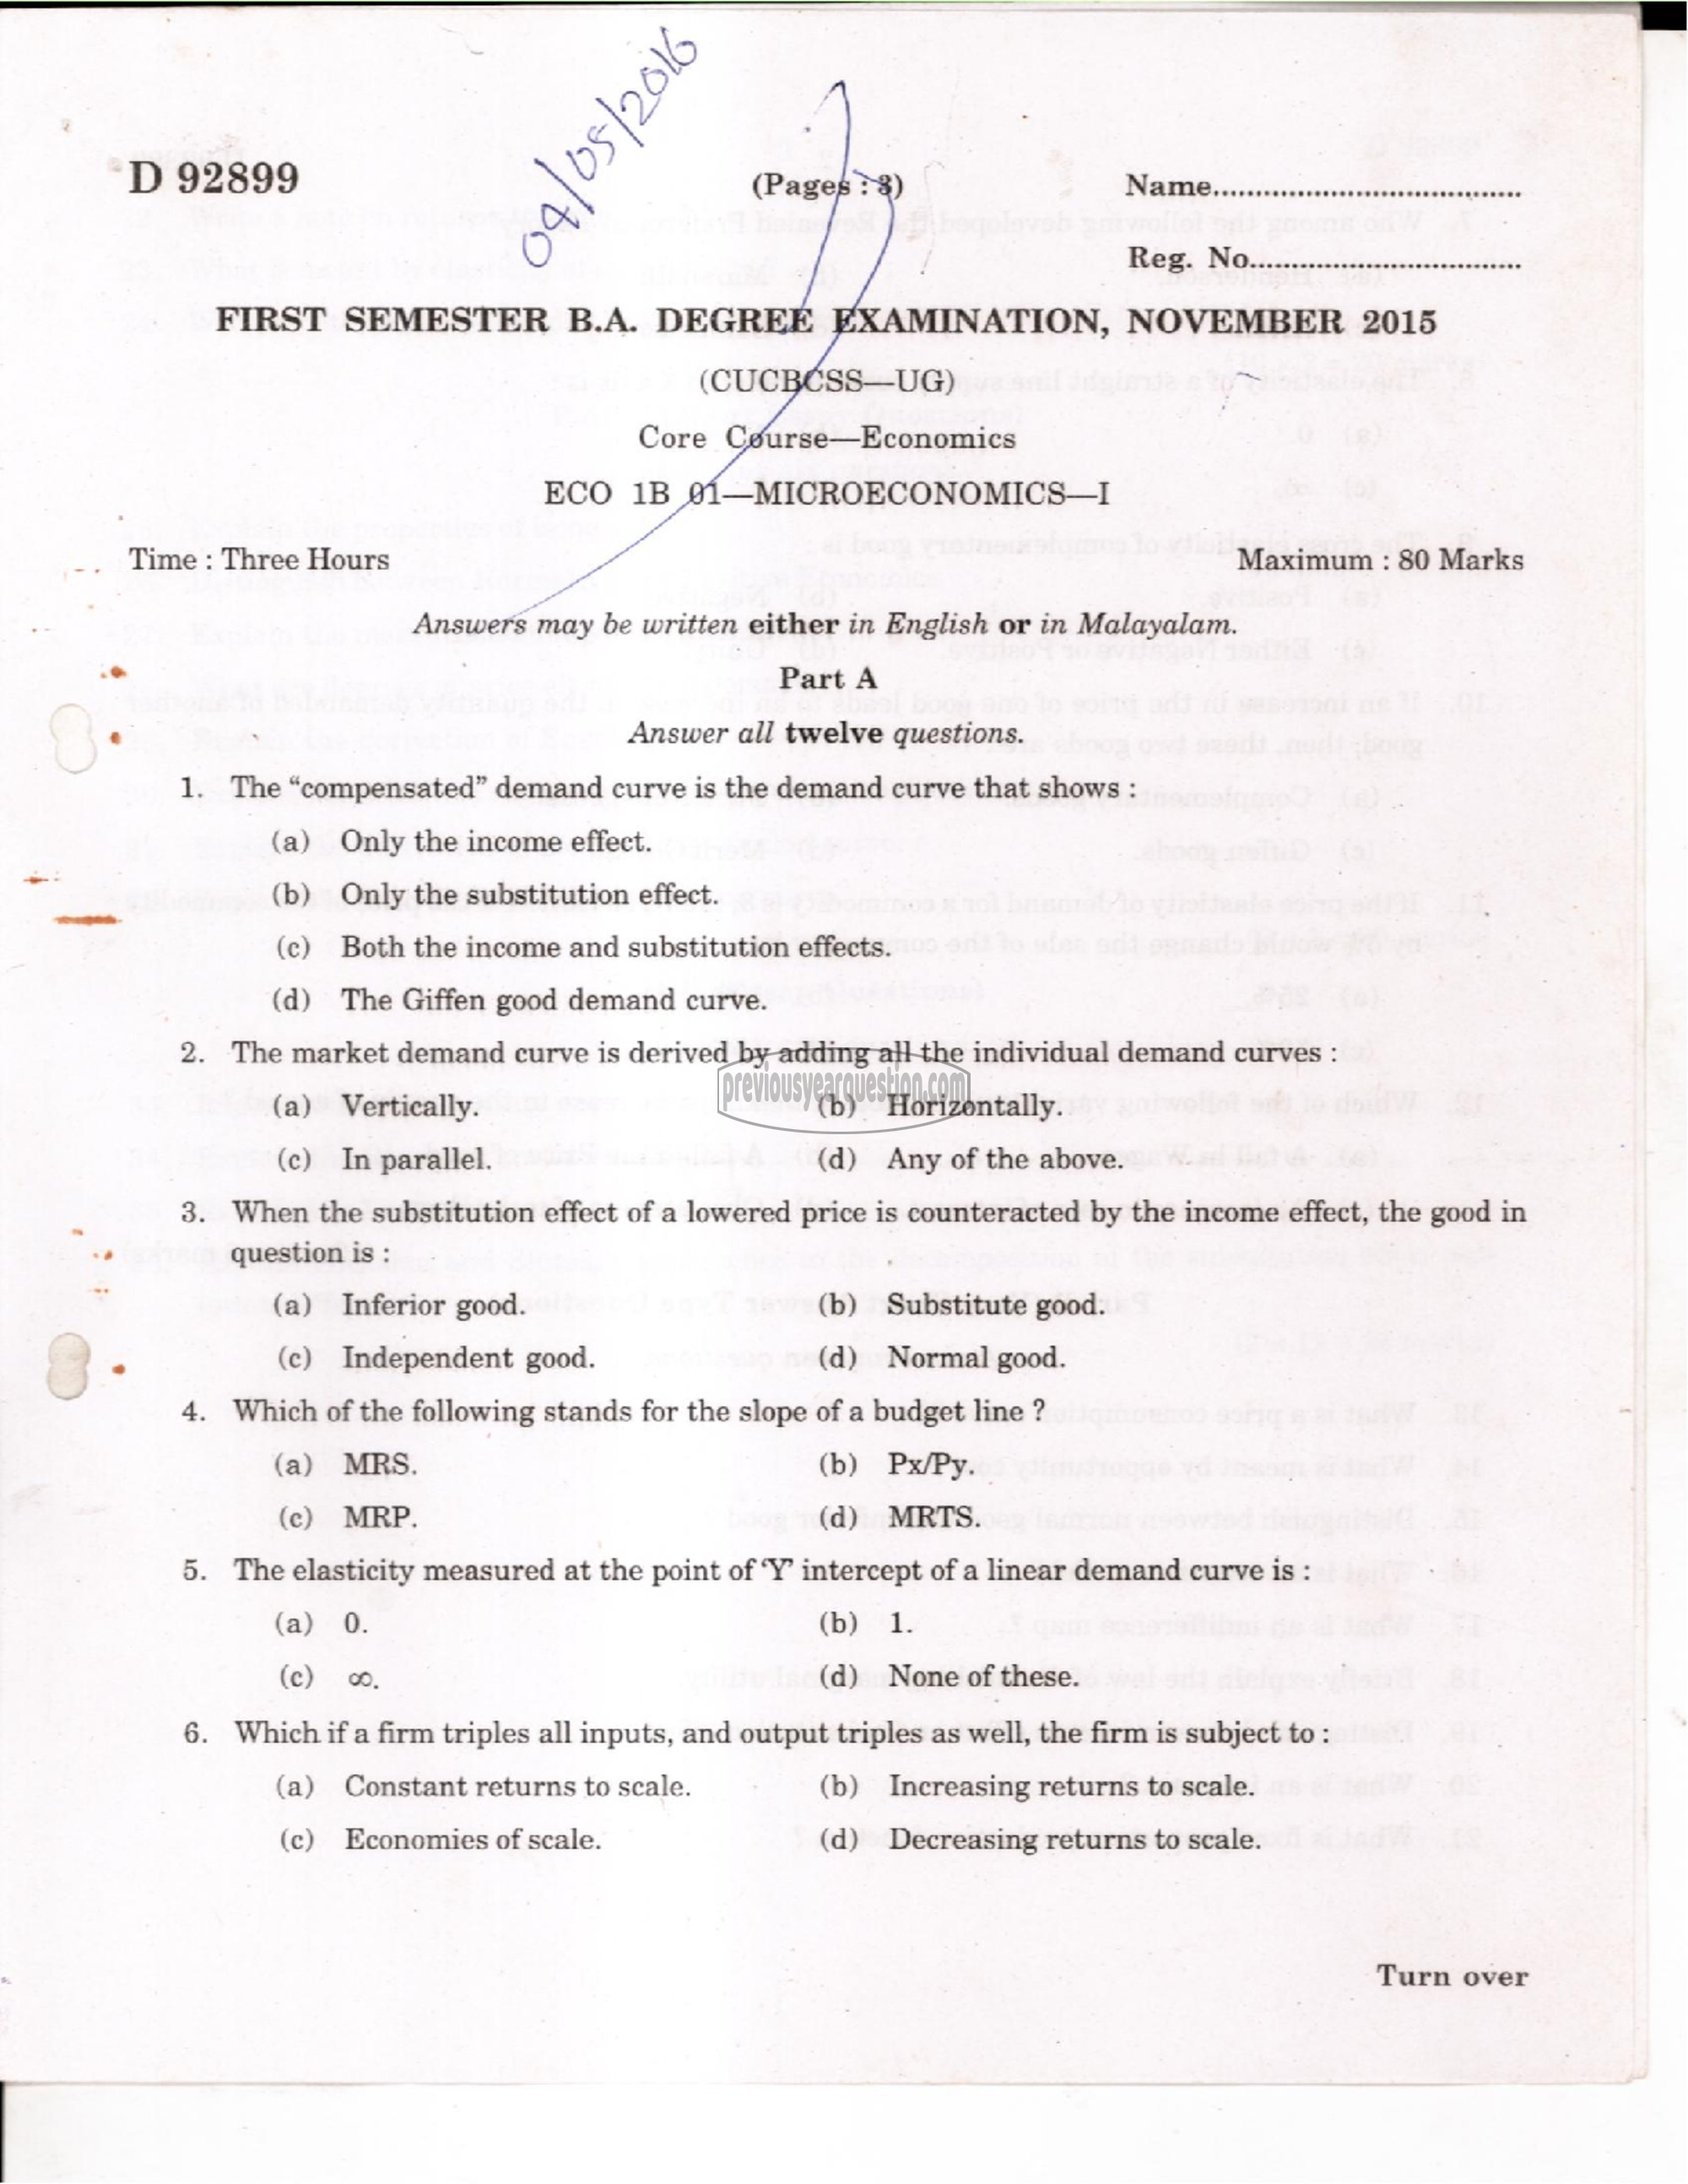 04/05/2016
D 92899
(Pages : 3)
Name
Reg. No.
FIRST SEMESTER B.A. DEGREE EXAMINATION, NOVEMBER 2015
(CUCBCSS—UG)
Core Course—Economics
ECO 1B 01—MICROECONOMICS—I
Time : Three Hours
Maximum : 80 Marks
Answers may be written either in English or in Malayalam.
Part A
Answer all twelve questions.
1. The “compensated” demand curve is the demand curve that shows :
(a) Only the income effect.
(b) Only the substitution effect.
(c) Both the income and substitution effects.
(d) The Giffen good demand curve.
2. The market demand curve is derived by adding all the individual demand curves :
previousyearquestion.com
(a) Vertically. (b) Horizontally.
(c) In parallel. (d) Any of the above.
3. When the substitution effect of a lowered price is counteracted by the income effect, the good in
question is :
(a) Inferior good. (b) Substitute good.
(c) Independent good. (d) Normal good.
4. Which of the following stands for the slope of a budget line ?
(a) MRS. (b) Px/Py.
(c) MRP. (d) MRTS.
5. The elasticity measured at the point of ‘Y’ intercept of a linear demand curve is :
(a) 0. (b) 1.
(c) ∞. (d) None of these.
6. Which if a firm triples all inputs, and output triples as well, the firm is subject to :
(a) Constant returns to scale. (b) Increasing returns to scale.
(c) Economies of scale. (d) Decreasing returns to scale.
Turn over